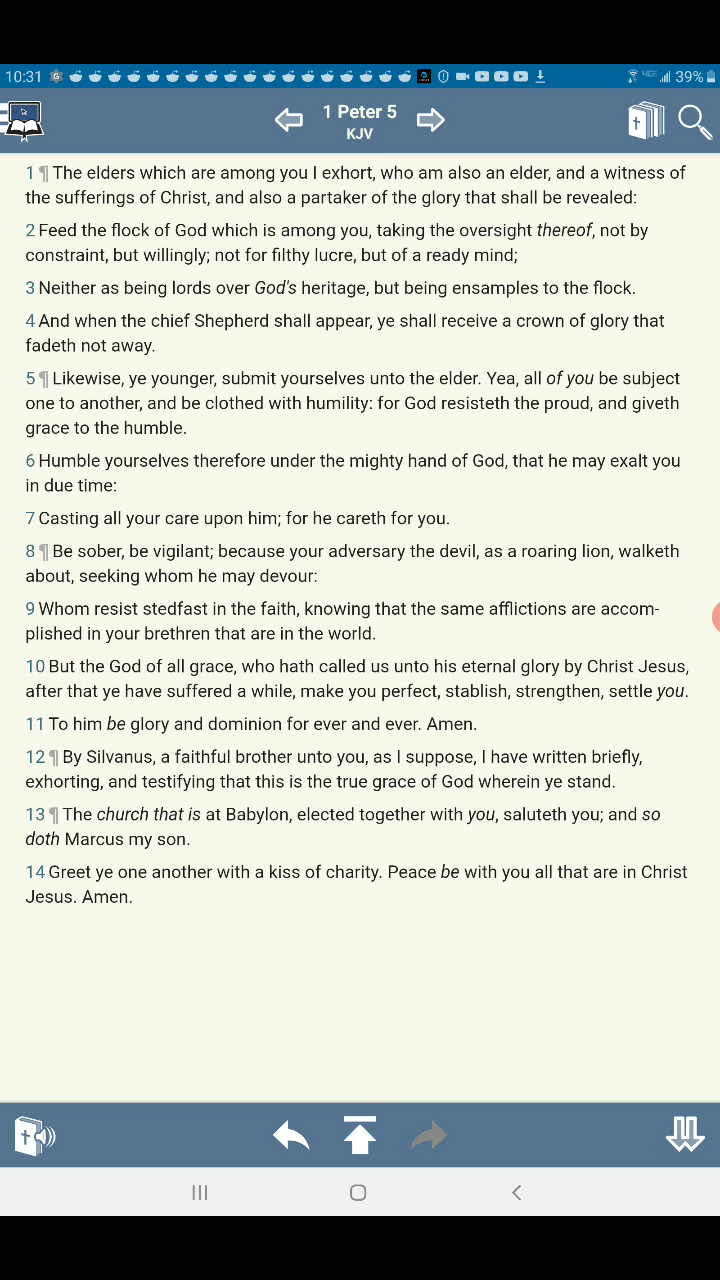 10:31
39%
1 Peter 5
KJV
1 ¶ The elders which are among you I exhort, who am also an elder, and a witness of
the sufferings of Christ, and also a partaker of the glory that shall be revealed:
2 Feed the flock of God which is among you, taking the oversight thereof, not by
constraint, but willingly; not for filthy lucre, but of a ready mind;
3 Neither as being lords over God's heritage, but being ensamples to the flock.
4 And when the chief Shepherd shall appear, ye shall receive a crown of glory that
fadeth not away.
5 ¶ Likewise, ye younger, submit yourselves unto the elder. Yea, all of you be subject
one to another, and be clothed with humility: for God resisteth the proud, and giveth
grace to the humble.
6 Humble yourselves therefore under the mighty hand of God, that he may exalt you
in due time:
7 Casting all your care upon him; for he careth for you.
8 ¶ Be sober, be vigilant; because your adversary the devil, as a roaring lion, walketh
about, seeking whom he may devour:
9 Whom resist stedfast in the faith, knowing that the same afflictions are accom-
plished in your brethren that are in the world.
10 But the God of all grace, who hath called us unto his eternal glory by Christ Jesus,
after that ye have suffered a while, make you perfect, stablish, strengthen, settle you.
11 To him be glory and dominion for ever and ever. Amen.
12 ¶ By Silvanus, a faithful brother unto you, as I suppose, I have written briefly,
exhorting, and testifying that this is the true grace of God wherein ye stand.
13 ¶ The church that is at Babylon, elected together with you, saluteth you; and so
doth Marcus my son.
14 Greet ye one another with a kiss of charity. Peace be with you all that are in Christ
Jesus. Amen.